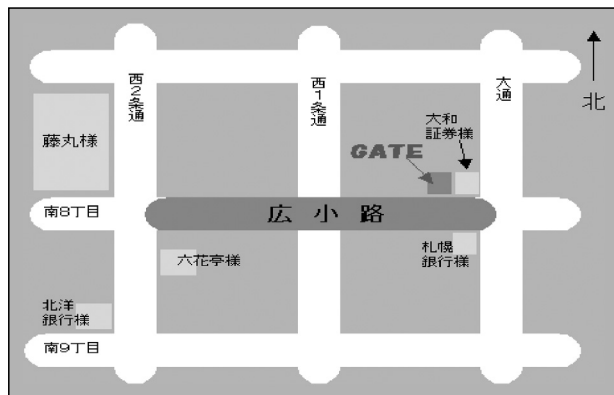 西2条通
西1条通
大通
北
藤丸様
大和
証券様
GATE
南8丁目
広小路
六花亭様
札幌
銀行様
北洋
銀行様
南9丁目